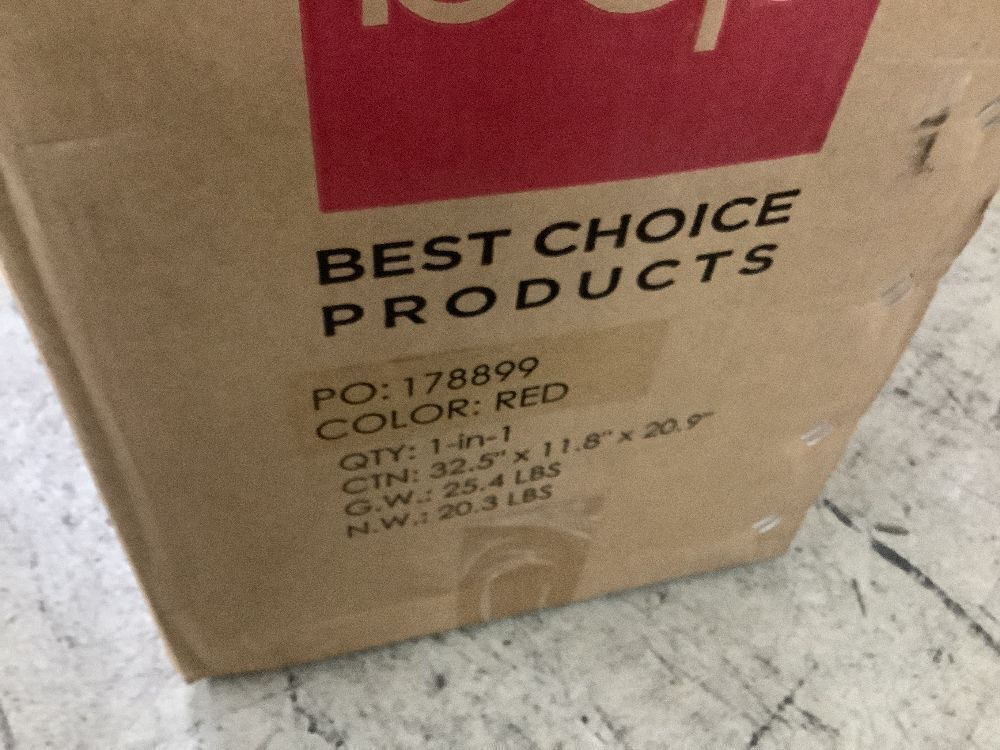 BEST CHOICE
PRODUCTS
PO: 178899
COLOR: RED
QTY: 1-in-1
CTN: 32.5" x 11.8" x 20.9"
G.W.: 25.4 LBS
N.W.: 20.3 LBS